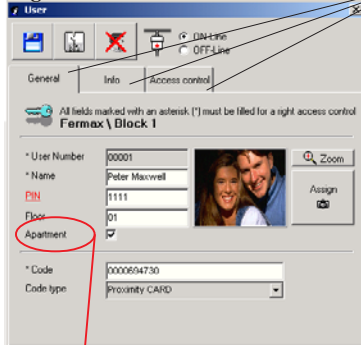 User
ON-Line
OFF-Line
General
Info
Access control
All fields marked with an asterisk (*) must be filled for a right access control
Fermax \ Block 1
* User Number 00001
Zoom
* Name Peter Maxwell
PIN 1111
Assign
Floor 01
Apartment
* Code 0000694730
Code type Proximity CARD